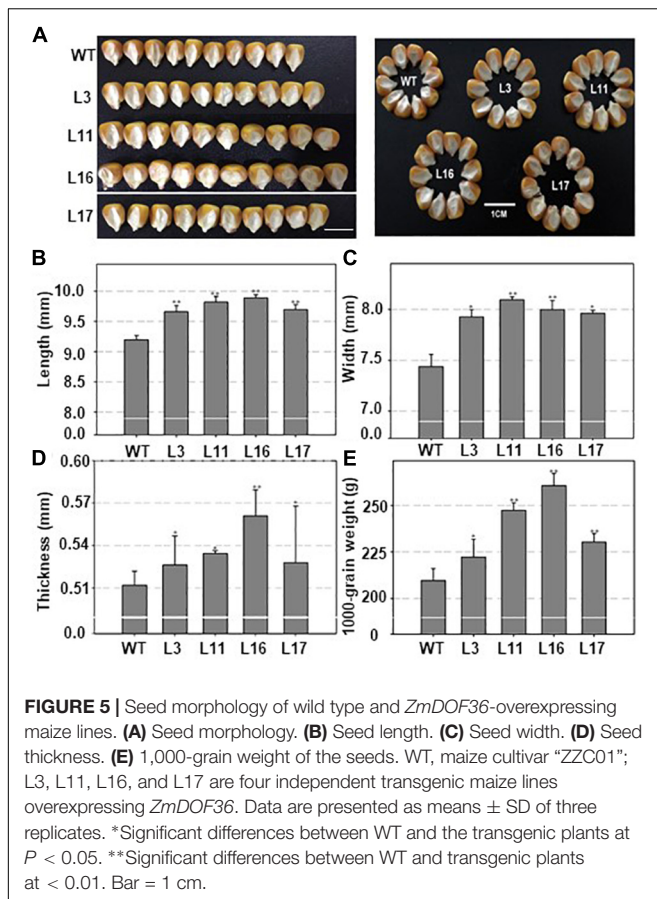 A
WT
L3
L11
L16
L17
WT
L3
L11
L16
L17
1CM
B
Length (mm)
10.0
9.5
9.0
8.5
8.0
0.0
** ** ** **
WT L3 L11 L16 L17
C
Width (mm)
8.0
7.5
7.0
0.0
* ** ** *
WT L3 L11 L16 L17
D
Thickness (mm)
0.60
0.57
0.54
0.51
0.0
* * ** *
WT L3 L11 L16 L17
E
1000-grain weight (g)
250
225
200
0
* ** ** **
WT L3 L11 L16 L17
FIGURE 5 | Seed morphology of wild type and ZmDOF36-overexpressing
maize lines. (A) Seed morphology. (B) Seed length. (C) Seed width. (D) Seed
thickness. (E) 1,000-grain weight of the seeds. WT, maize cultivar “ZZC01”;
L3, L11, L16, and L17 are four independent transgenic maize lines
overexpressing ZmDOF36. Data are presented as means ± SD of three
replicates. *Significant differences between WT and the transgenic plants at
P < 0.05. **Significant differences between WT and transgenic plants
at < 0.01. Bar = 1 cm.